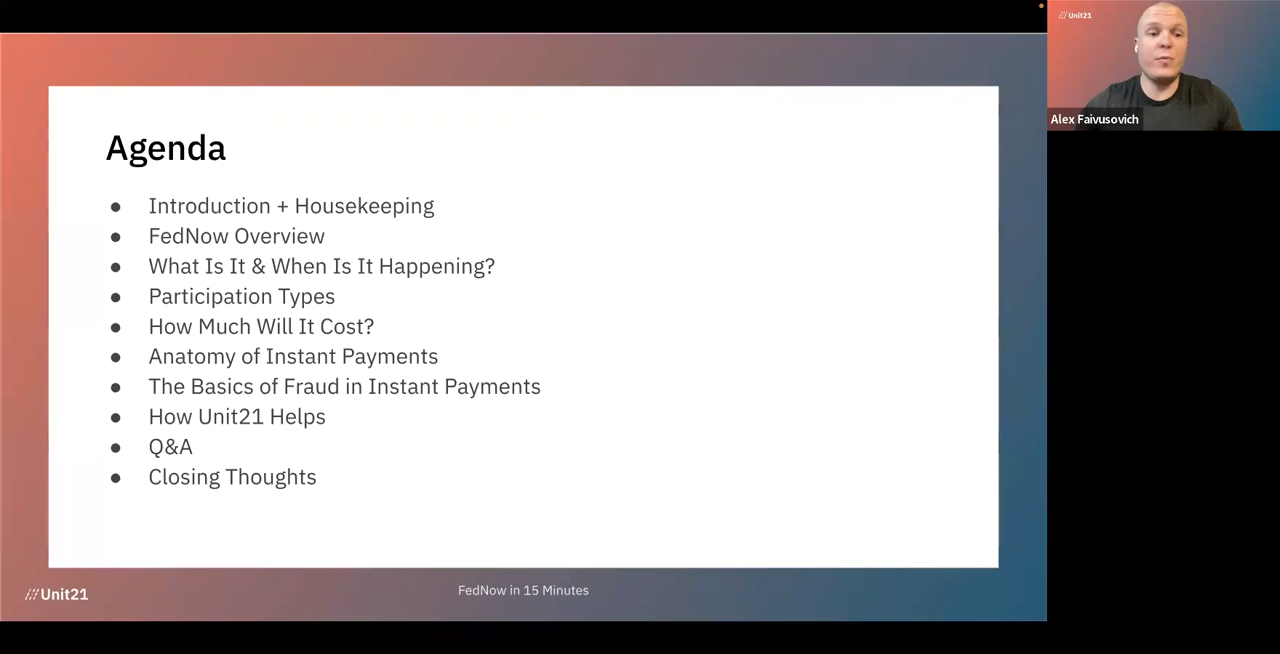 Agenda
● Introduction + Housekeeping
● FedNow Overview
● What Is It & When Is It Happening?
● Participation Types
● How Much Will It Cost?
● Anatomy of Instant Payments
● The Basics of Fraud in Instant Payments
● How Unit21 Helps
● Q&A
● Closing Thoughts
Unit21
FedNow in 15 Minutes
Unit21
Alex Faivusovich